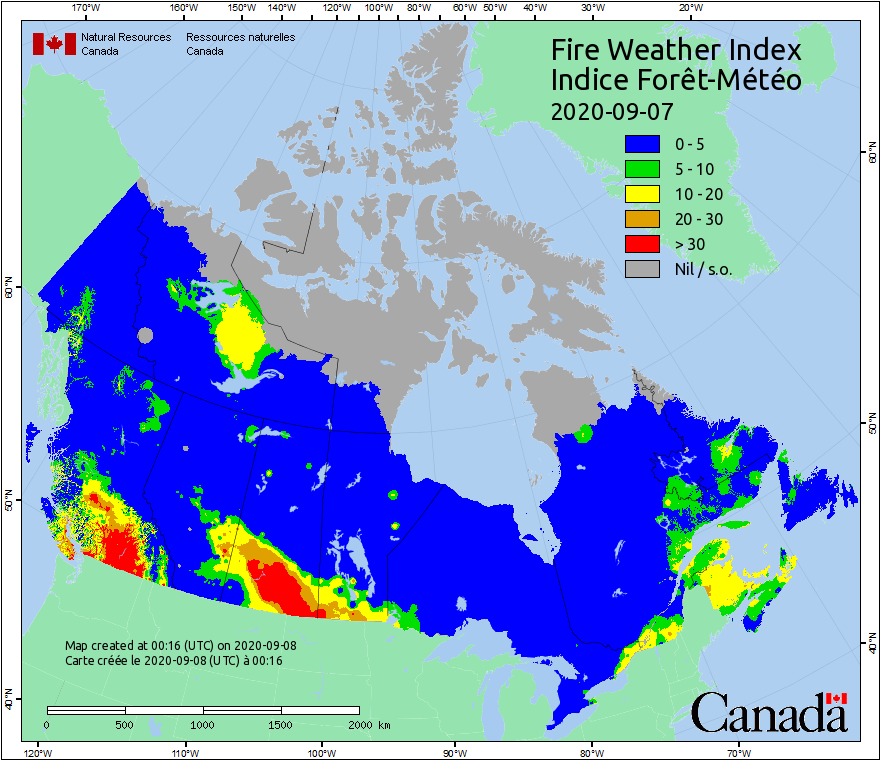 170°W 160°W 150°W 140°W 120°W 100°W 80°W 60°W 50°W 40°W 30°W 20°W
Natural Resources Ressources naturelles
Canada Canada
Fire Weather Index
Indice Forêt-Météo
2020-09-07
0 - 5
5 - 10
10 - 20
20 - 30
> 30
Nil / s.o.
60°N
60°N
50°N
50°N
40°N
40°N
Map created at 00:16 (UTC) on 2020-09-08
Carte créée le 2020-09-08 (UTC) à 00:16
0 500 1000 1500 2000 km
Canada
120°W 110°W 100°W 90°W 80°W 70°W